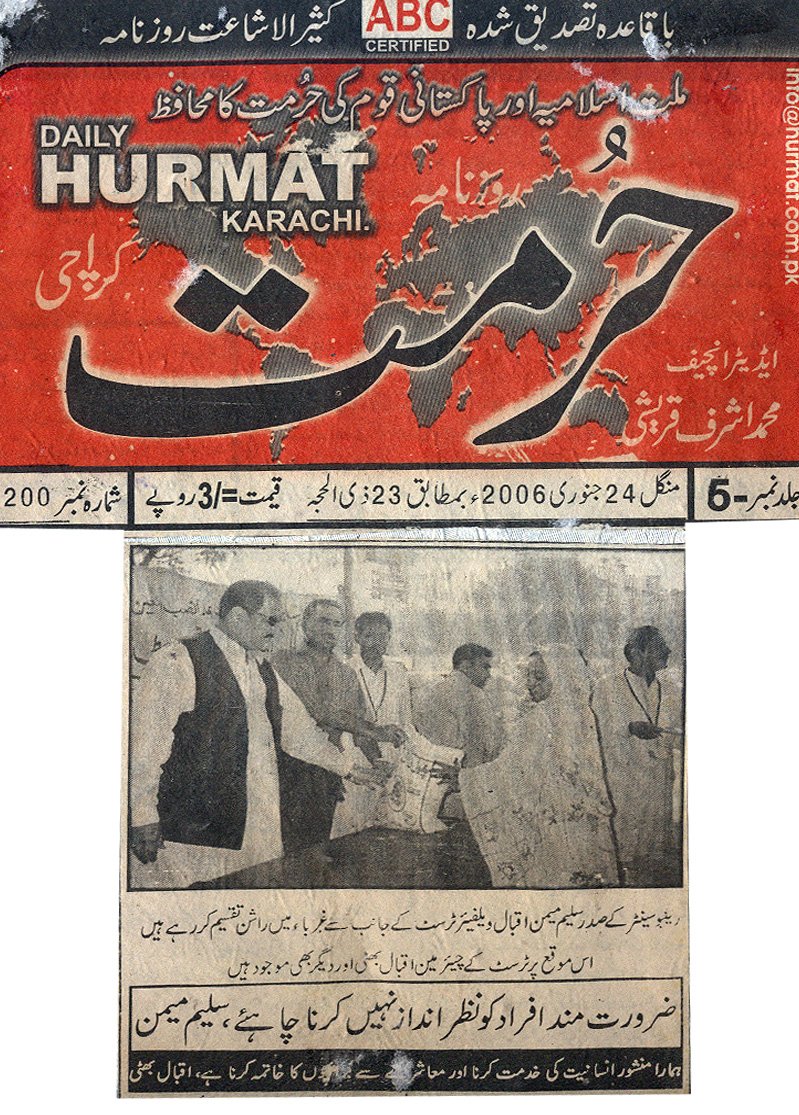 باقاعدہ تصدیق شدہ ABC CERTIFIED کثیر الاشاعت روزنامہ
ملت اسلامیہ اور پاکستانی قوم کی حُرمت کا محافظ
DAILY
HURMAT
KARACHI.
روزنامہ
حُرمت
کراچی
info@hurmat.com.pk
ایڈیٹر انچیف
محمد اشرف قریشی
جلد نمبر-5
منگل 24 جنوری 2006ء بمطابق 23 ذی الحجہ
قیمت =/3 روپے
شمارہ نمبر 200
رینبو سینٹر کے صدر سلیم میمن اقبال ویلفیئر ٹرسٹ کے جانب سے غرباء میں راشن تقسیم کر رہے ہیں
اس موقع پر ٹرسٹ کے چیئرمین اقبال بھٹی اور دیگر بھی موجود ہیں
ضرورت مند افراد کو نظر انداز نہیں کرنا چاہئے، سلیم میمن
ہمارا منشور انسانیت کی خدمت کرنا اور معاشرے سے کا خاتمہ کرنا ہے، اقبال بھٹی